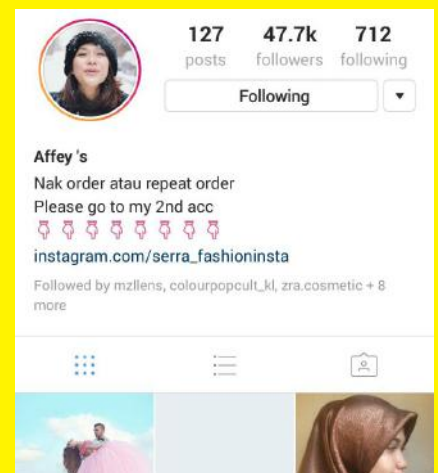 127 47.7k 712
posts followers following
Following
Affey 's
Nak order atau repeat order
Please go to my 2nd acc
👇👇👇👇👇👇👇👇
instagram.com/serra_fashioninsta
Followed by mzllens, colourpopcult_kl, zra.cosmetic + 8
more